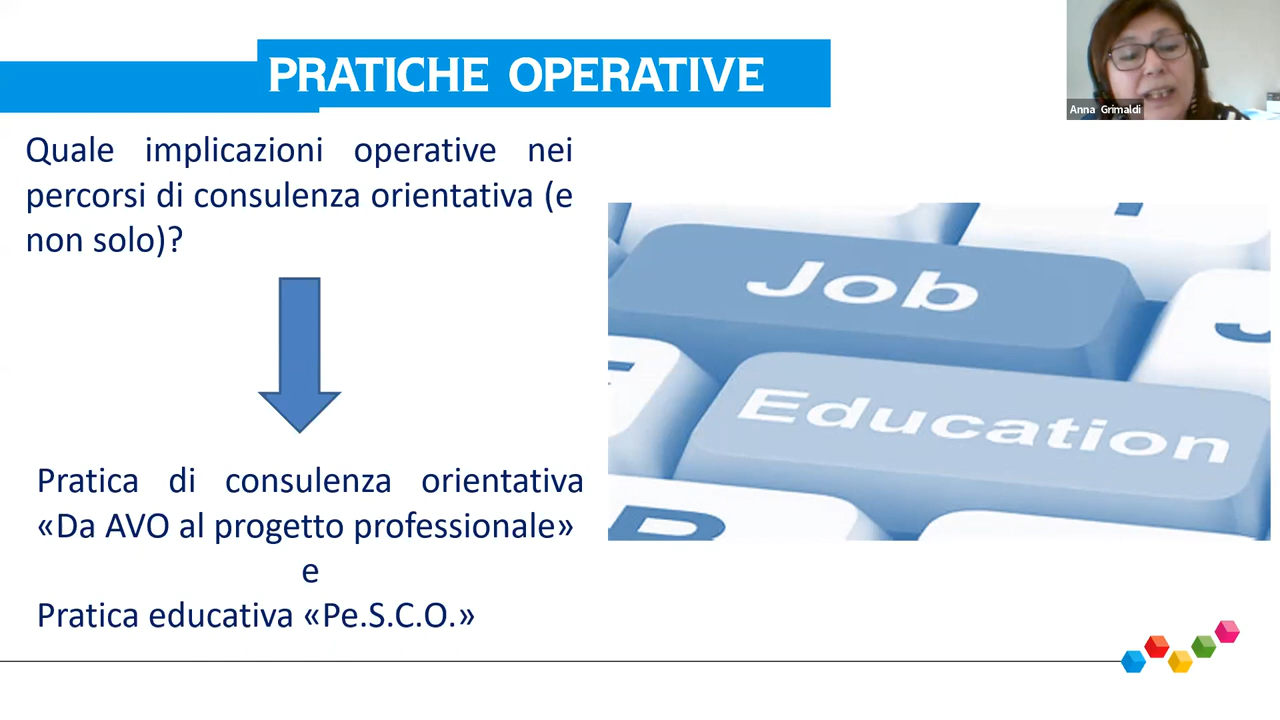 PRATICHE OPERATIVE
Anna Grimaldi
Quale implicazioni operative nei
percorsi di consulenza orientativa (e
non solo)?
Job
Education
Pratica di consulenza orientativa
«Da AVO al progetto professionale»
e
Pratica educativa «Pe.S.C.O.»